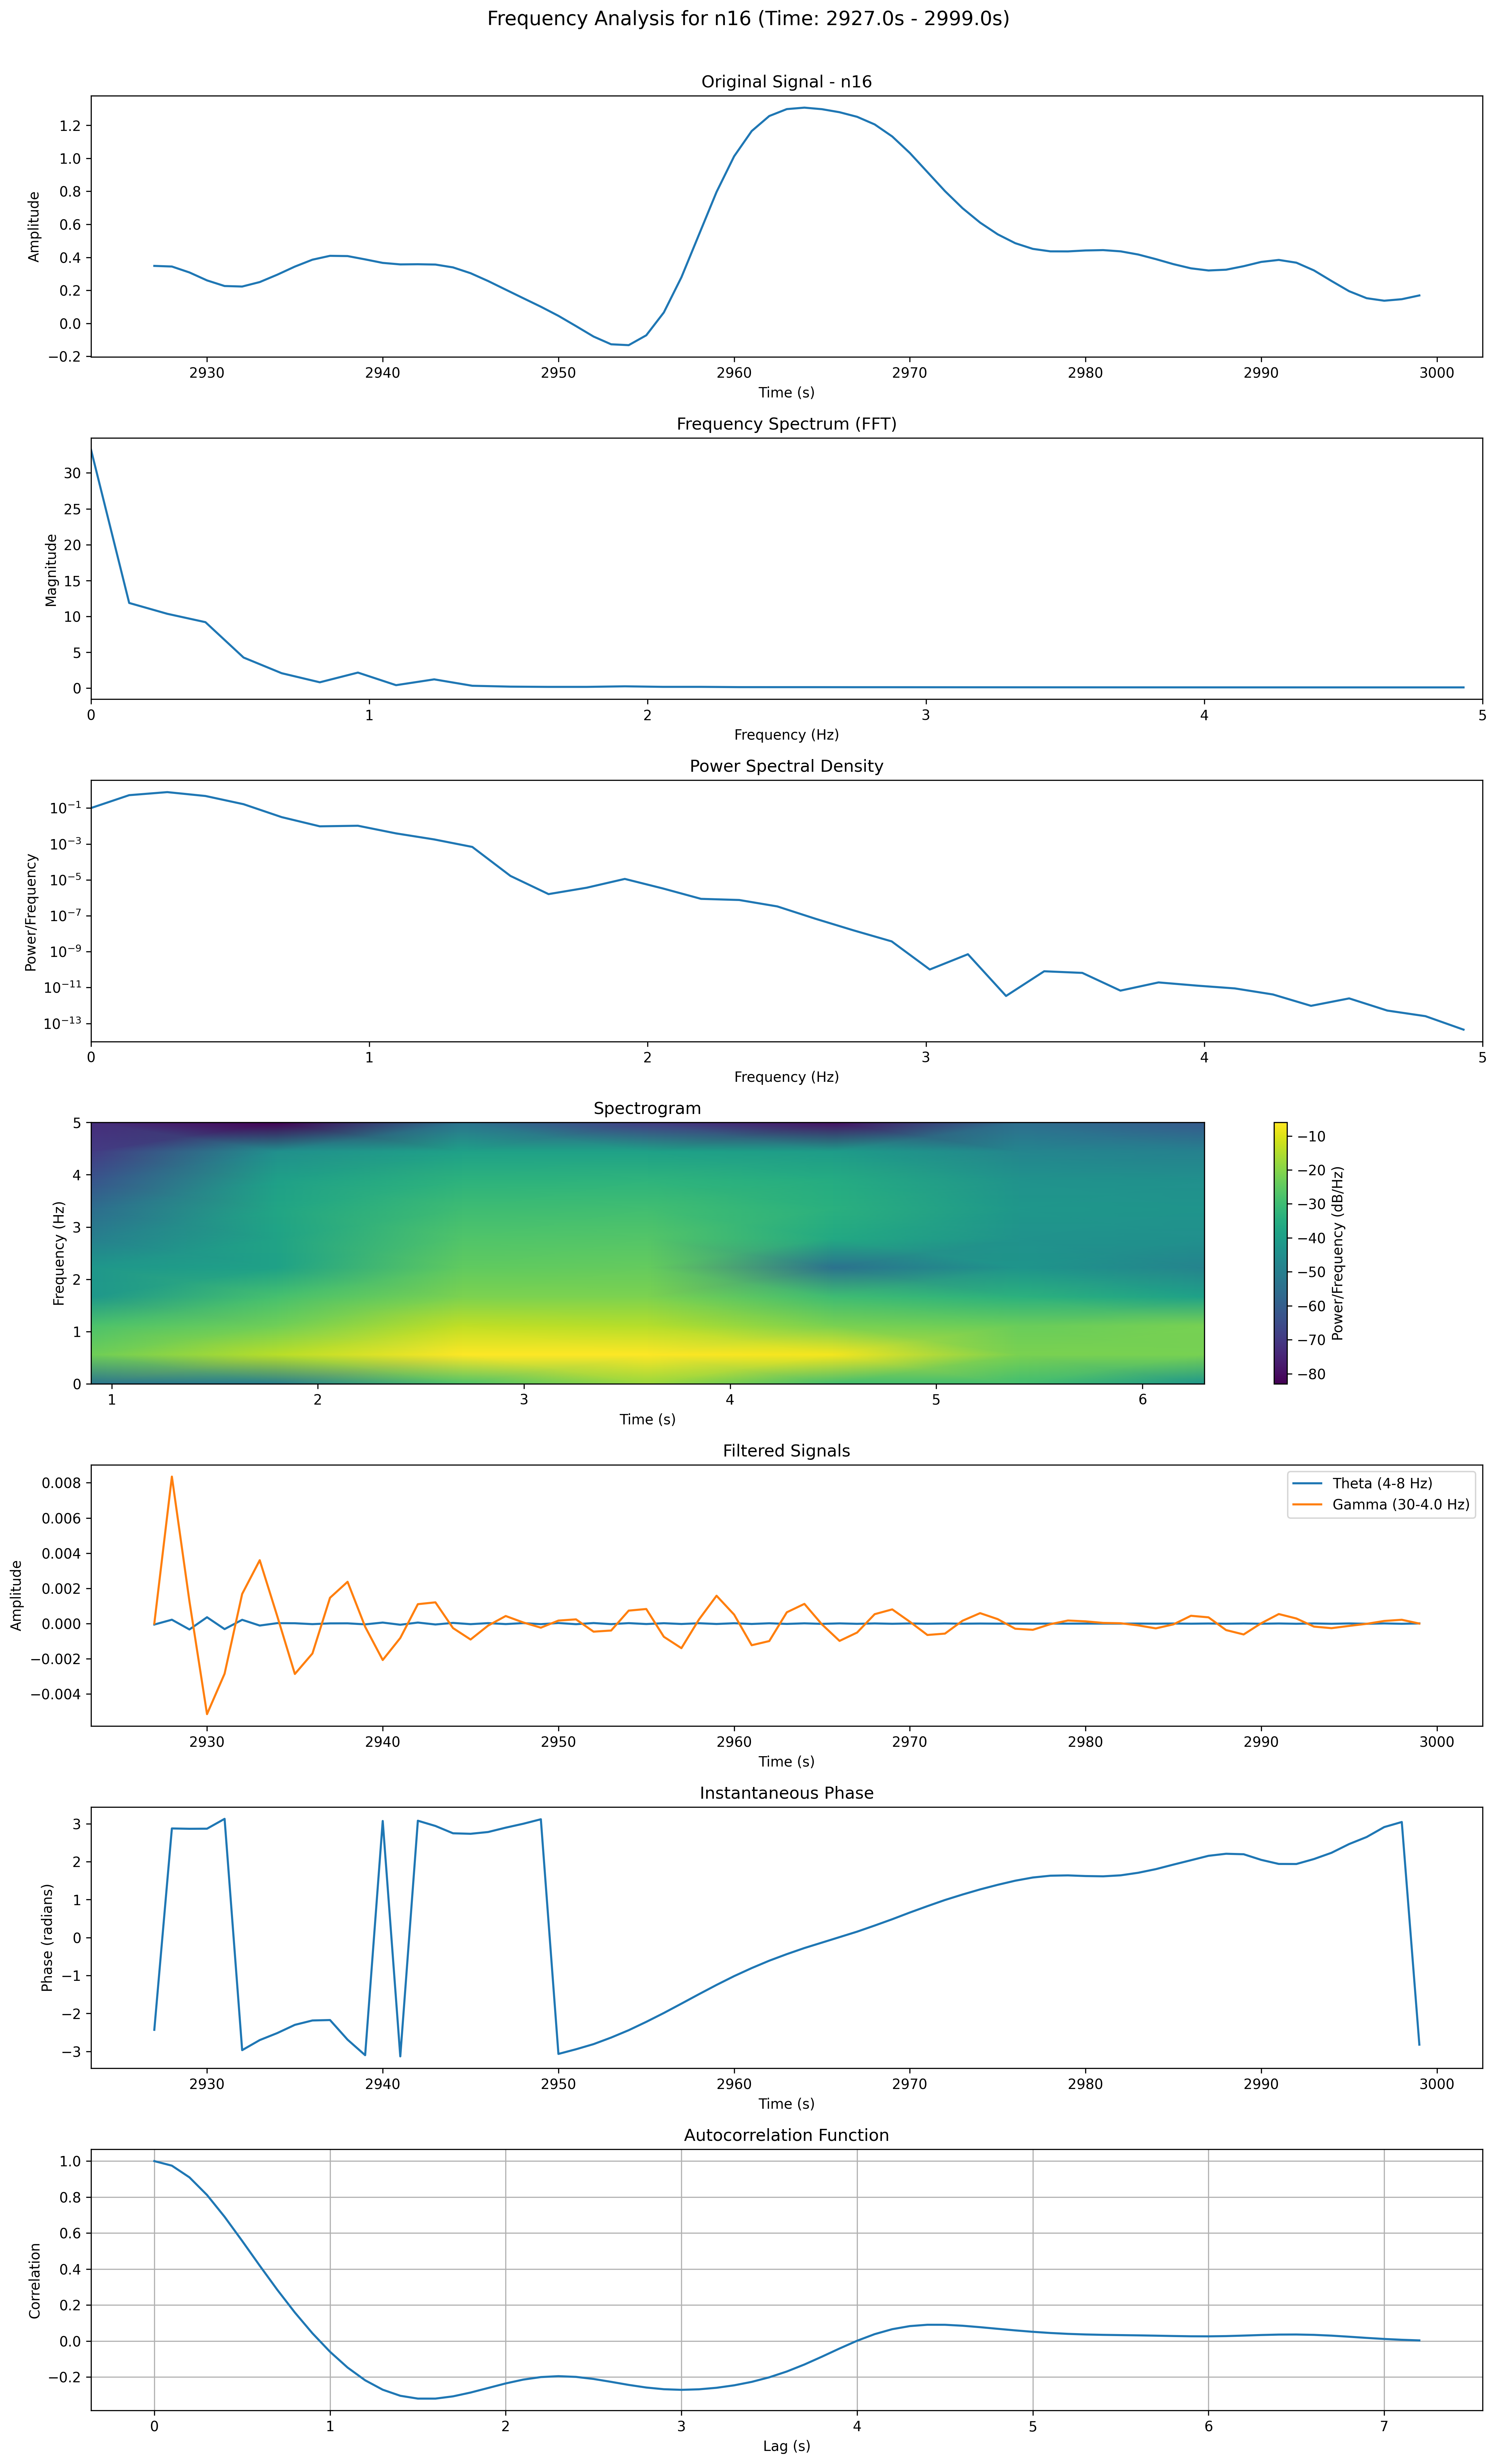 Frequency Analysis for n16 (Time: 2927.0s - 2999.0s)
Original Signal - n16
Amplitude
1.2
1.0
0.8
0.6
0.4
0.2
0.0
−0.2
2930 2940 2950 2960 2970 2980 2990 3000
Time (s)
Frequency Spectrum (FFT)
Magnitude
30
25
20
15
10
5
0
0 1 2 3 4 5
Frequency (Hz)
Power Spectral Density
Power/Frequency
10⁻¹
10⁻³
10⁻⁵
10⁻⁷
10⁻⁹
10⁻¹¹
10⁻¹³
0 1 2 3 4 5
Frequency (Hz)
Spectrogram
Frequency (Hz)
5
4
3
2
1
0
1 2 3 4 5 6
Time (s)
−10
−20
−30
−40
−50
−60
−70
−80
Power/Frequency (dB/Hz)
Filtered Signals
Amplitude
0.008
0.006
0.004
0.002
0.000
−0.002
−0.004
Theta (4-8 Hz)
Gamma (30-4.0 Hz)
2930 2940 2950 2960 2970 2980 2990 3000
Time (s)
Instantaneous Phase
Phase (radians)
3
2
1
0
−1
−2
−3
2930 2940 2950 2960 2970 2980 2990 3000
Time (s)
Autocorrelation Function
Correlation
1.0
0.8
0.6
0.4
0.2
0.0
−0.2
0 1 2 3 4 5 6 7
Lag (s)